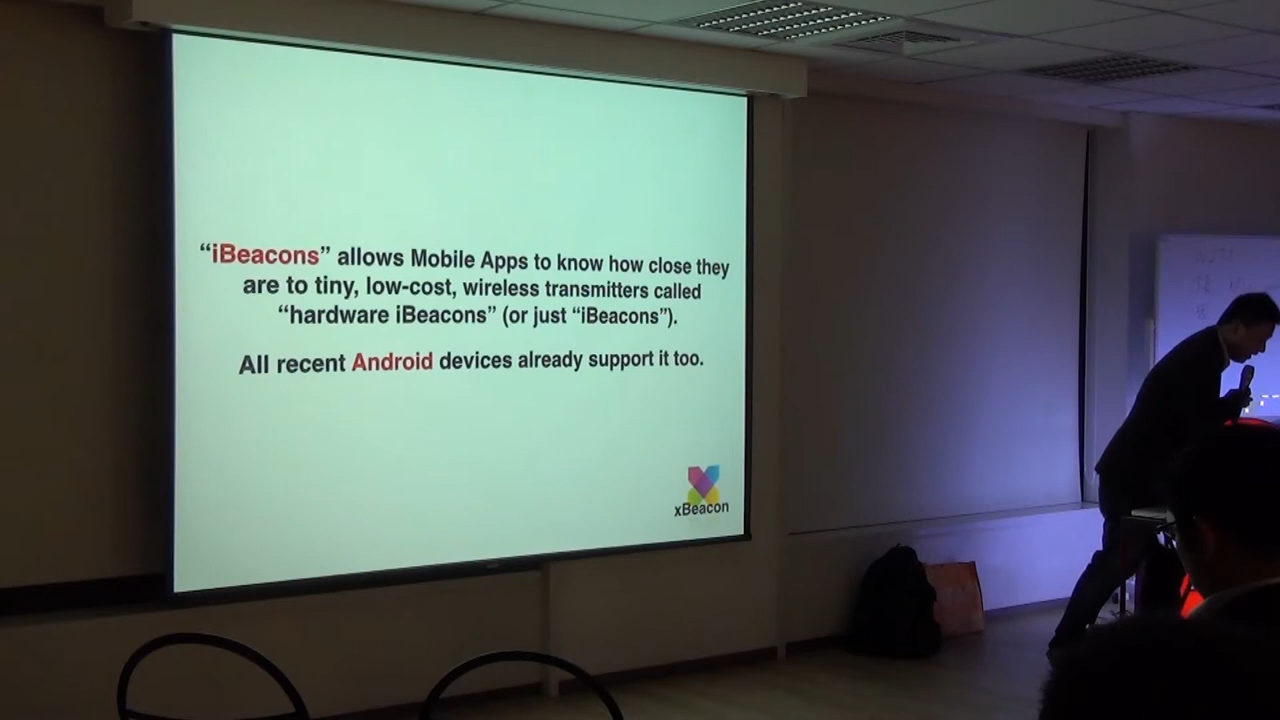 “iBeacons” allows Mobile Apps to know how close they
are to tiny, low-cost, wireless transmitters called
“hardware iBeacons” (or just “iBeacons”).
All recent Android devices already support it too.
xBeacon